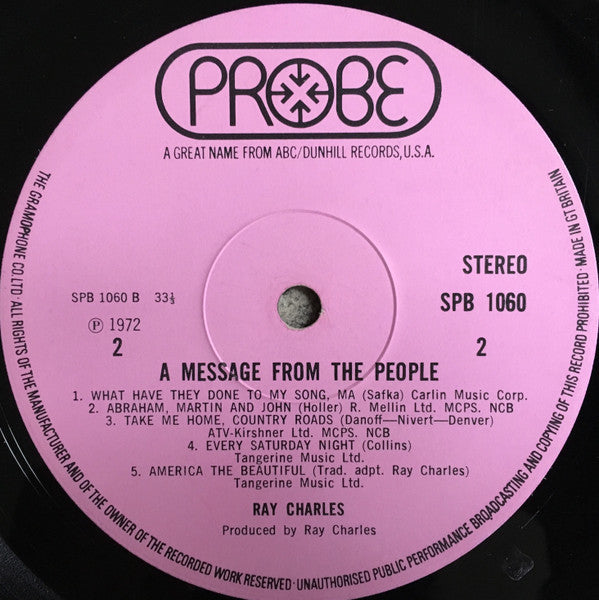 PROBE
A GREAT NAME FROM ABC/DUNHILL RECORDS, U.S.A.
STEREO
SPB 1060 B 33⅓
SPB 1060
Ⓟ 1972
2
2
A MESSAGE FROM THE PEOPLE
1. WHAT HAVE THEY DONE TO MY SONG, MA (Safka) Carlin Music Corp.
2. ABRAHAM, MARTIN AND JOHN (Holler) R. Mellin Ltd. MCPS. NCB
3. TAKE ME HOME, COUNTRY ROADS (Danoff—Nivert—Denver)
ATV-Kirshner Ltd. MCPS. NCB
4. EVERY SATURDAY NIGHT (Collins)
Tangerine Music Ltd.
5. AMERICA THE BEAUTIFUL (Trad. adpt. Ray Charles)
Tangerine Music Ltd.
RAY CHARLES
Produced by Ray Charles
THE GRAMOPHONE CO. LTD · ALL RIGHTS OF THE MANUFACTURER AND OF THE OWNER OF THE RECORDED WORK RESERVED · UNAUTHORISED PUBLIC PERFORMANCE BROADCASTING AND COPYING OF THIS RECORD PROHIBITED · MADE IN GT BRITAIN